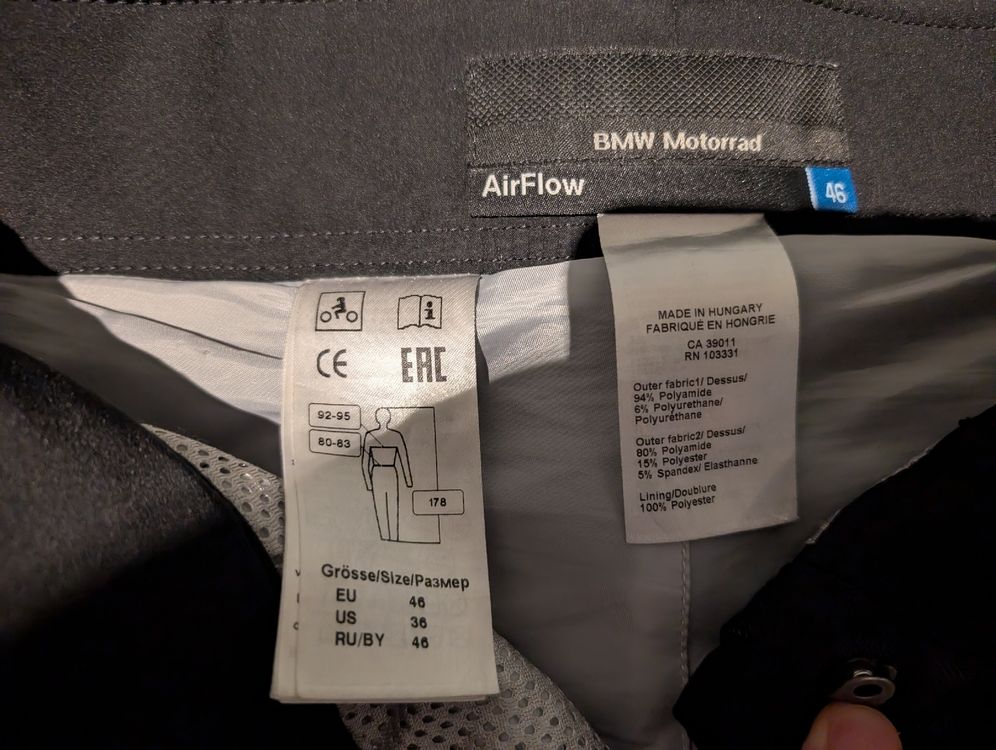 BMW Motorrad
AirFlow
46
CE
EAC
92-95
80-83
178
Grösse/Size/Размер
EU 46
US 36
RU/BY 46
MADE IN HUNGARY
FABRIQUÉ EN HONGRIE
CA 39011
RN 103331
Outer fabric1/ Dessus/
94% Polyamide
6% Polyurethane/
Polyuréthane
Outer fabric2/ Dessus/
80% Polyamide
15% Polyester
5% Spandex/ Elasthanne
Lining/Doublure
100% Polyester